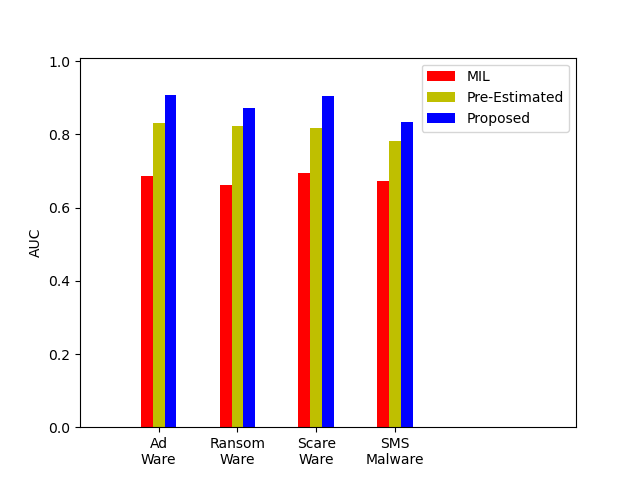 1.0
0.8
0.6
0.4
0.2
0.0
AUC
MIL
Pre-Estimated
Proposed
Ad
Ware
Ransom
Ware
Scare
Ware
SMS
Malware